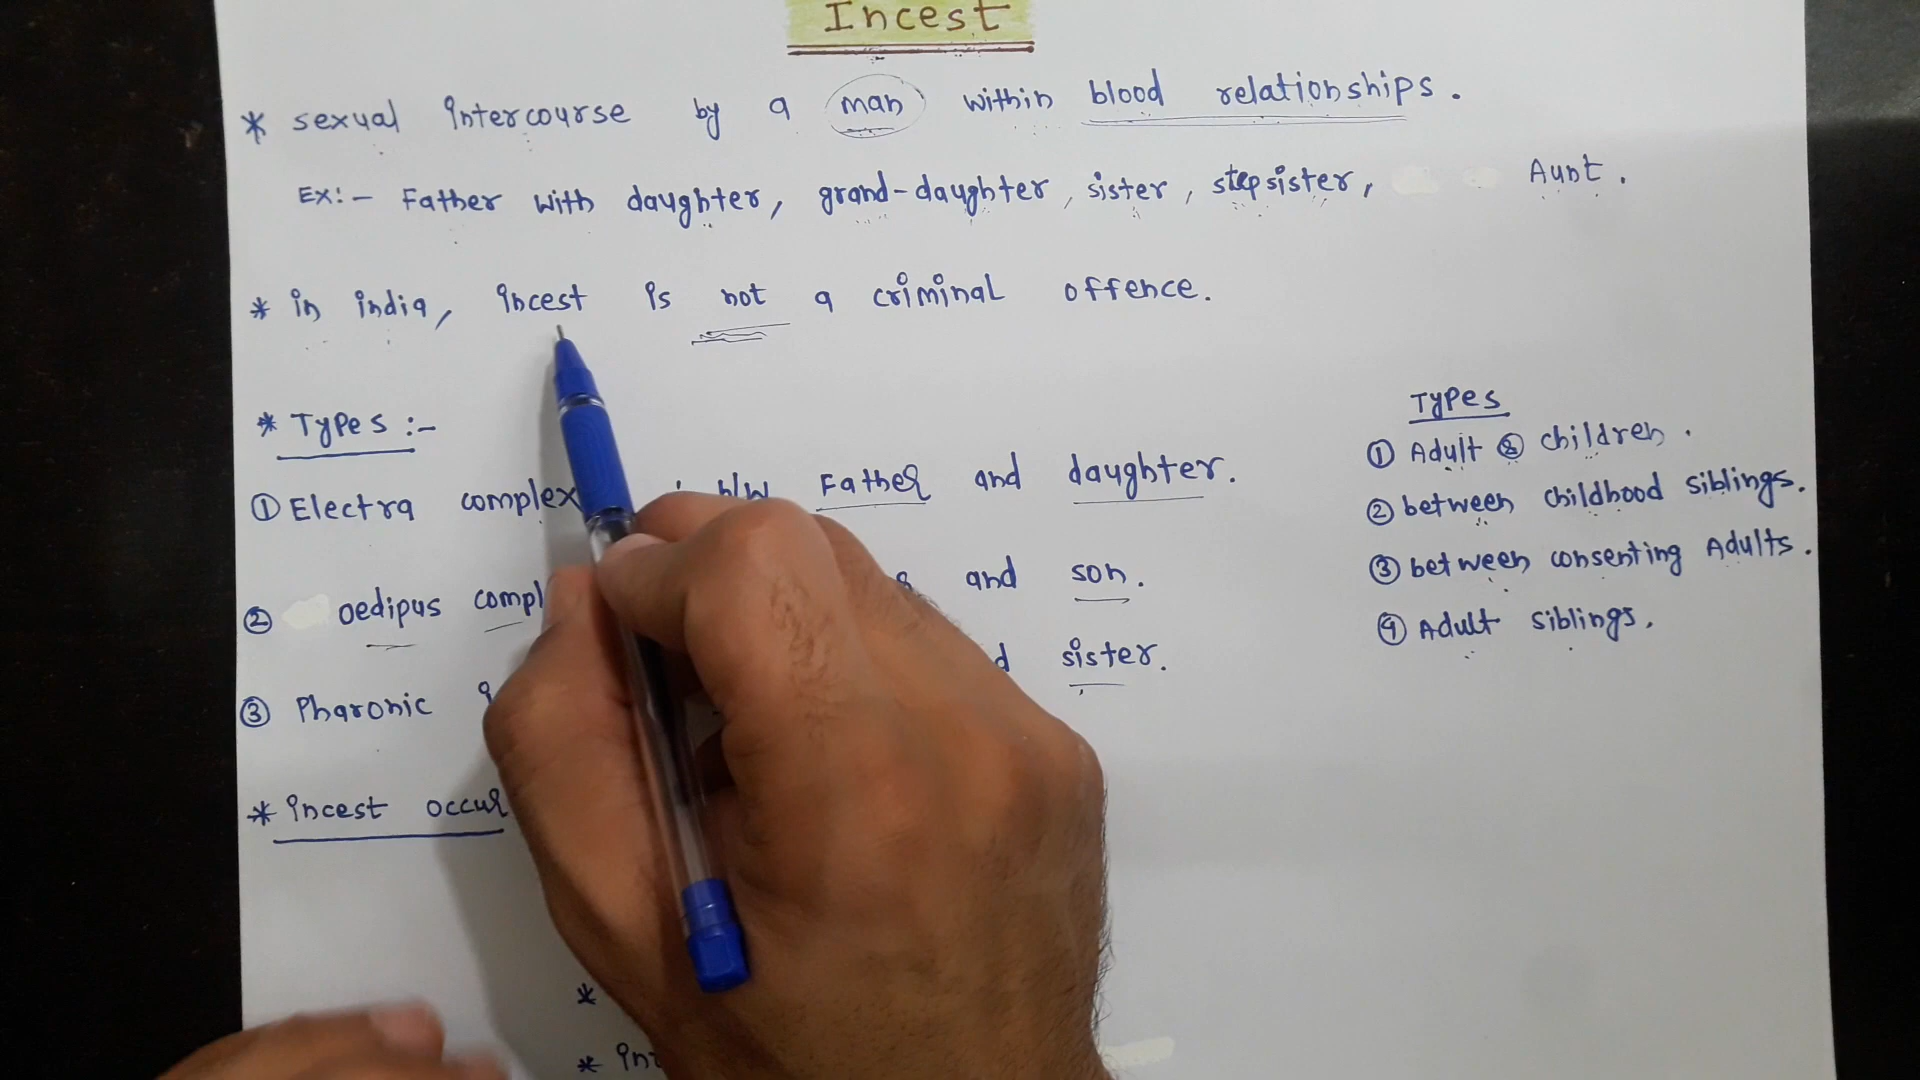 Incest
* sexual intercourse by a man within blood relationships.
Ex:- Father with daughter, grand-daughter, sister, stepsister, Aunt.
* in india, incest is not a criminal offence.
* Types :-
① Electra complex b/w Father and daughter.
② oedipus and son.
③ Pharonic sister.
* incest occur
*
*
Types
① Adult & children.
② between childhood siblings.
③ between consenting Adults.
④ Adult siblings.